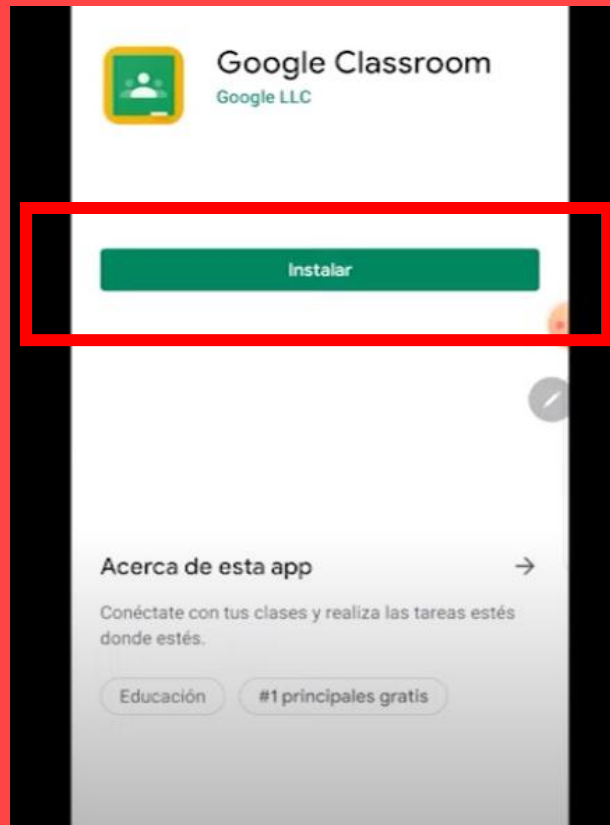 Google Classroom
Google LLC
Instalar
Acerca de esta app
Conéctate con tus clases y realiza las tareas estés
donde estés.
Educación
#1 principales gratis